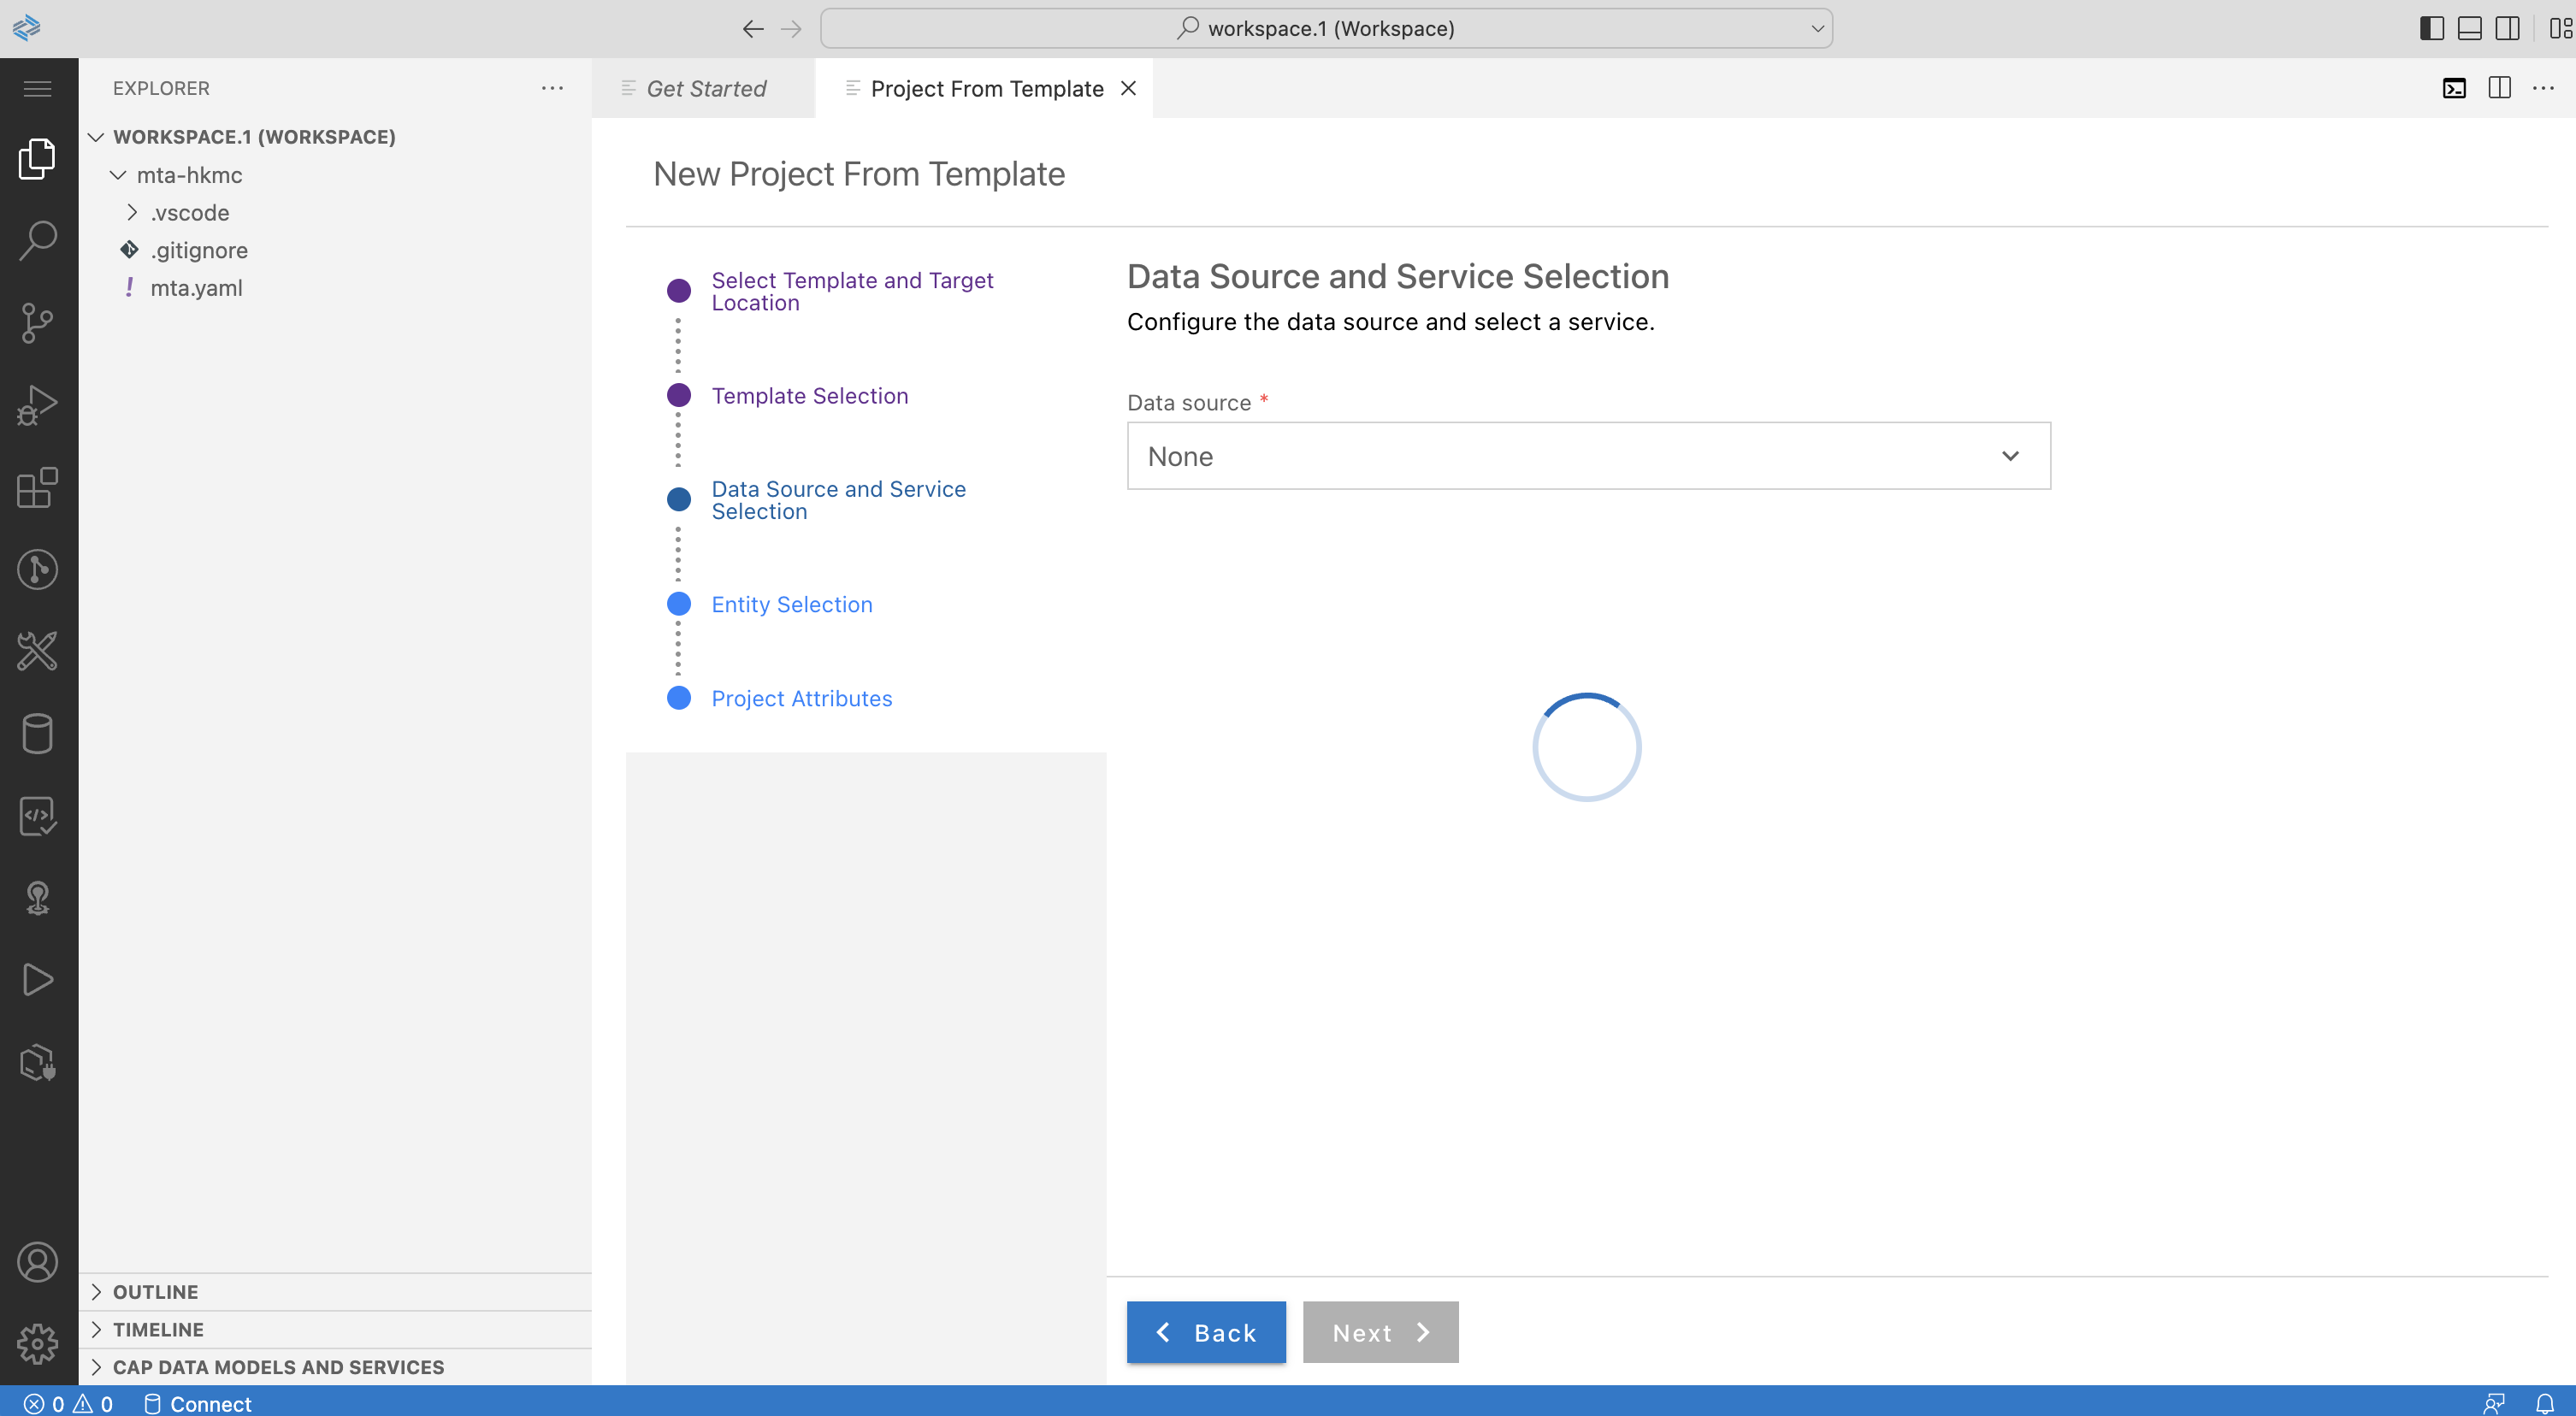 workspace.1 (Workspace)
EXPLORER
Get Started
Project From Template
WORKSPACE.1 (WORKSPACE)
mta-hkmc
.vscode
.gitignore
mta.yaml
New Project From Template
Select Template and Target
Location
Template Selection
Data Source and Service
Selection
Entity Selection
Project Attributes
Data Source and Service Selection
Configure the data source and select a service.
Data source *
None
OUTLINE
TIMELINE
CAP DATA MODELS AND SERVICES
Back
Next
0 0 Connect